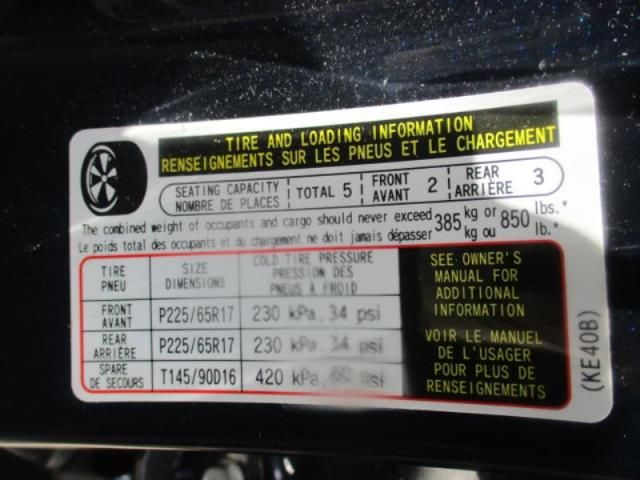 TIRE AND LOADING INFORMATION
RENSEIGNEMENTS SUR LES PNEUS ET LE CHARGEMENT
SEATING CAPACITY
NOMBRE DE PLACES
TOTAL 5
FRONT
AVANT 2
REAR
ARRIÈRE 3
The combined weight of occupants and cargo should never exceed 385 kg or 850 lbs.*
Le poids total des occupants et du chargement ne doit jamais dépasser kg ou lb.*
TIRE
PNEU
SIZE
DIMENSIONS
COLD TIRE PRESSURE
PRESSION DES
PNEUS A FROID
FRONT
AVANT
P225/65R17
230 kPa, 34 psi
REAR
ARRIÈRE
P225/65R17
230 kPa, 34 psi
SPARE
DE SECOURS
T145/90D16
420 kPa, psi
SEE OWNER'S
MANUAL FOR
ADDITIONAL
INFORMATION
VOIR LE MANUEL
DE L'USAGER
POUR PLUS DE
RENSEIGNEMENTS
(KE40B)